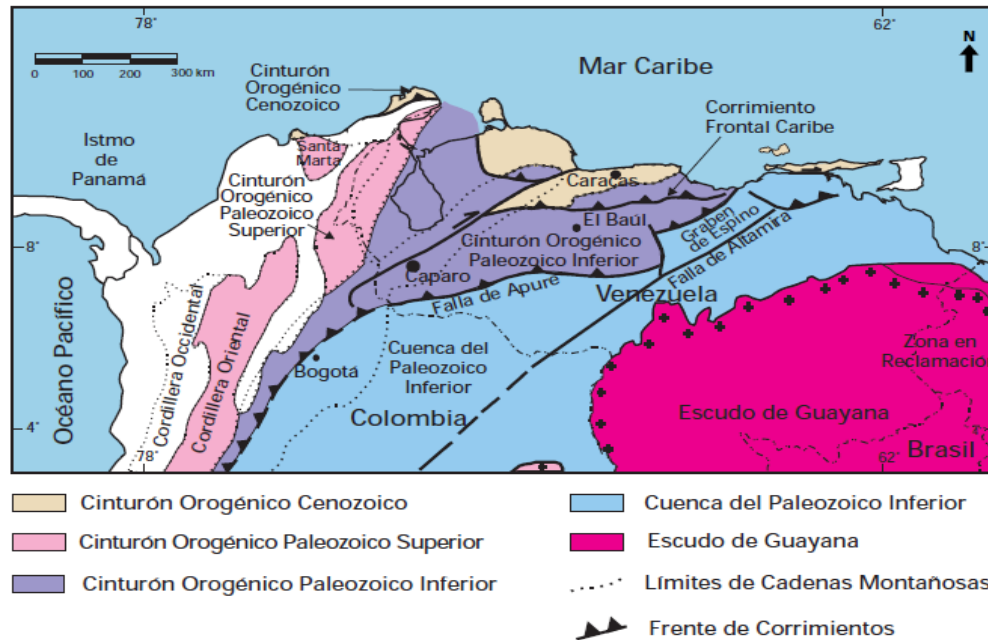 78°
62°
N
0 100 200 300 km
Cinturón
Orogénico
Cenozoico
Mar Caribe
Istmo
de
Panamá
Corrimiento
Frontal Caribe
Santa
Marta
Cinturón
Orogénico
Paleozoico
Superior
Caracas
El Baúl
Graben
de Espino
Falla de Altamira
8°
8°
Cinturón Orogénico
Paleozoico Inferior
Caparo
Falla de Apure
Venezuela
Océano Pacífico
Cordillera Occidental
Cordillera Oriental
Bogotá
Cuenca del
Paleozoico
Inferior
Zona en
Reclamación
Colombia
Escudo de Guayana
4°
4°
Brasil
78°
62°
Cinturón Orogénico Cenozoico
Cinturón Orogénico Paleozoico Superior
Cinturón Orogénico Paleozoico Inferior
Cuenca del Paleozoico Inferior
Escudo de Guayana
Límites de Cadenas Montañosas
Frente de Corrimientos